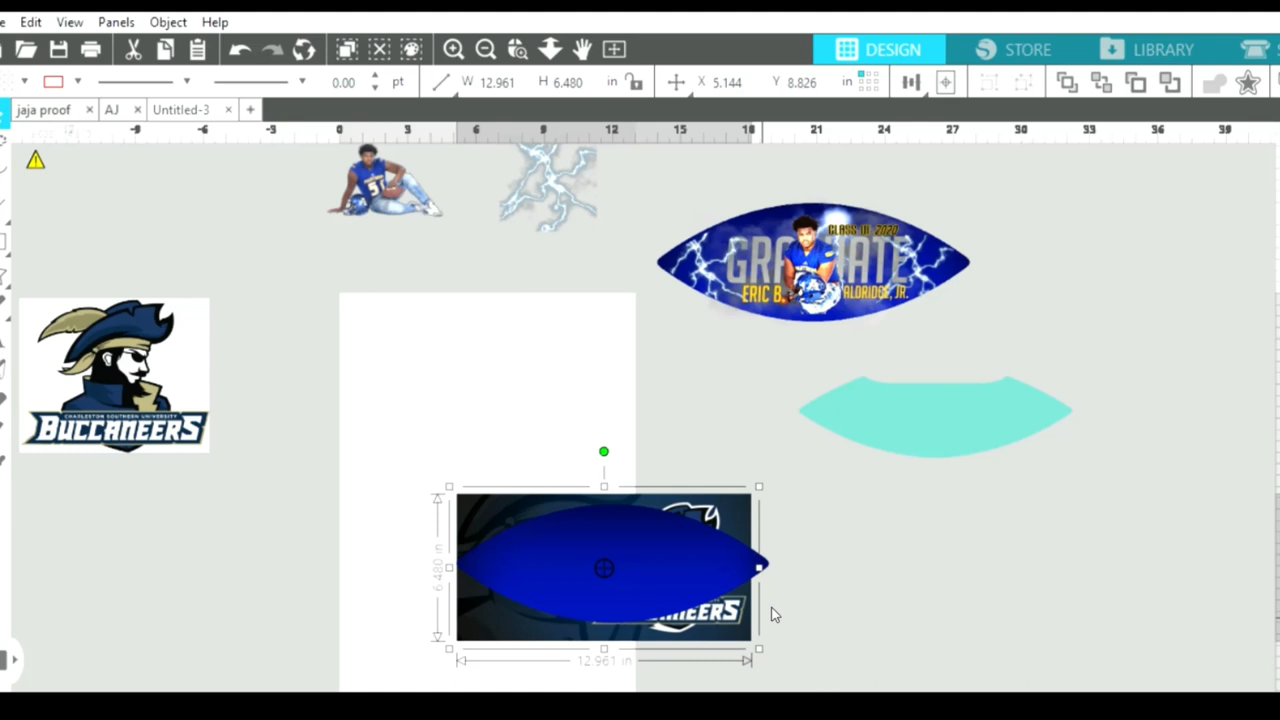 Edit View Panels Object Help
DESIGN STORE LIBRARY
0.00 pt W 12.961 H 6.480 in X 5.144 Y 8.826 in
jaja proof × AJ × Untitled-3 × +
-9 -6 -3 0 3 6 9 12 15 18 21 24 27 30 33 36 39
51
CLASS OF 2020
ERIC B. ALDRIDGE, JR.
CHARLESTON SOUTHERN UNIVERSITY
BUCCANEERS
6.480 in
12.961 in